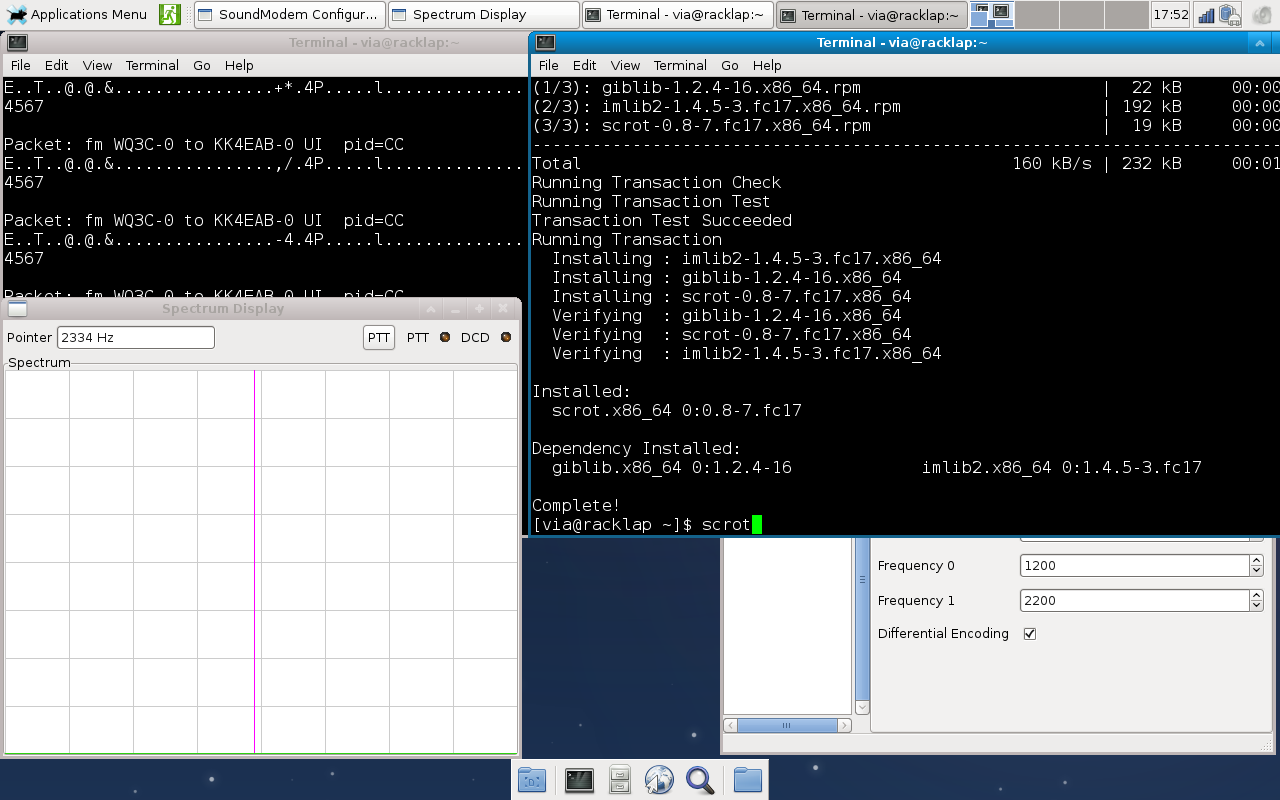 Applications Menu
SoundModem Configur...
Spectrum Display
Terminal - via@racklap:~
Terminal - via@racklap:~
17:52
Terminal - via@racklap:~
File Edit View Terminal Go Help
E..T..@.@.&................+*.4P.....l..............
4567
Packet: fm WQ3C-0 to KK4EAB-0 UI  pid=CC
E..T..@.@.&................,/.4P.....l..............
4567
Packet: fm WQ3C-0 to KK4EAB-0 UI  pid=CC
E..T..@.@.&................-4.4P.....l..............
4567
Packet: fm WQ3C-0 to KK4EAB-0 UI  pid=CC
Spectrum Display
Pointer 2334 Hz PTT PTT DCD
Spectrum
Terminal - via@racklap:~
File Edit View Terminal Go Help
(1/3): giblib-1.2.4-16.x86_64.rpm | 22 kB 00:00
(2/3): imlib2-1.4.5-3.fc17.x86_64.rpm | 192 kB 00:00
(3/3): scrot-0.8-7.fc17.x86_64.rpm | 19 kB 00:00
--------------------------------------------------------------------------------
Total 160 kB/s | 232 kB 00:01
Running Transaction Check
Running Transaction Test
Transaction Test Succeeded
Running Transaction
Installing : imlib2-1.4.5-3.fc17.x86_64
Installing : giblib-1.2.4-16.x86_64
Installing : scrot-0.8-7.fc17.x86_64
Verifying  : giblib-1.2.4-16.x86_64
Verifying  : scrot-0.8-7.fc17.x86_64
Verifying  : imlib2-1.4.5-3.fc17.x86_64
Installed:
scrot.x86_64 0:0.8-7.fc17
Dependency Installed:
giblib.x86_64 0:1.2.4-16 imlib2.x86_64 0:1.4.5-3.fc17
Complete!
[via@racklap ~]$ scrot
Frequency 0 1200
Frequency 1 2200
Differential Encoding